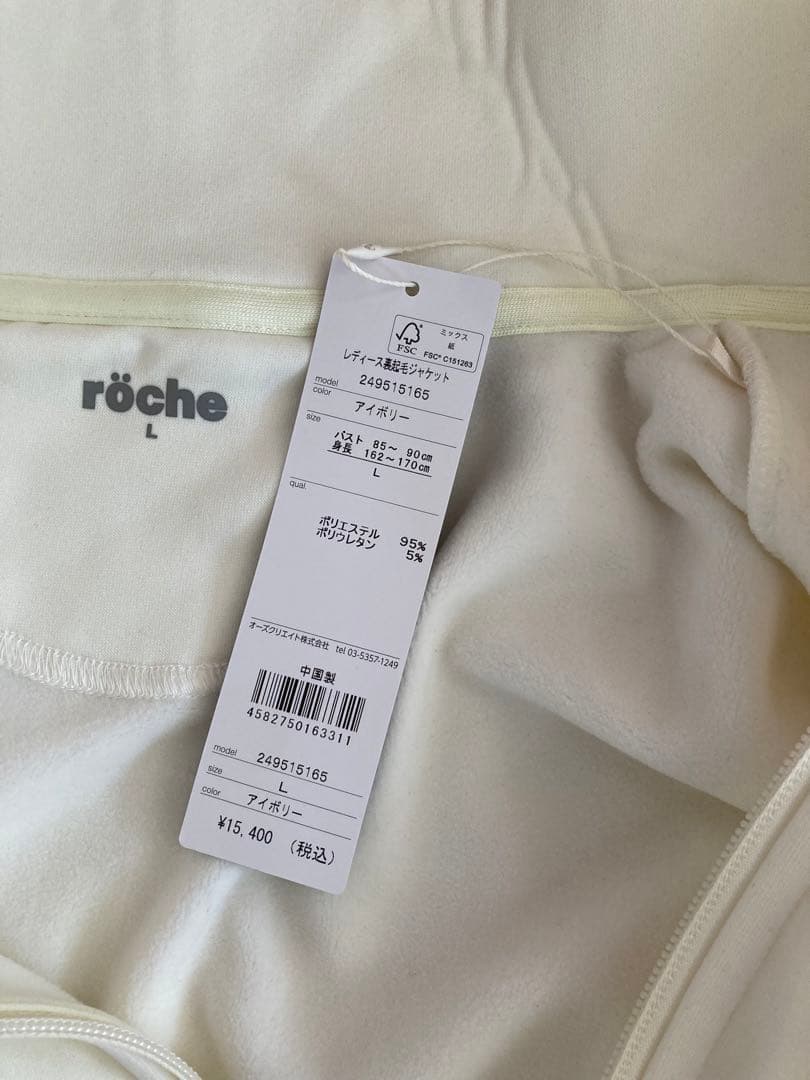 röche
L
FSC
ミックス
紙
FSC® C151263
レディース裏起毛ジャケット
model 249515165
color アイボリー
size
バスト 85～ 90cm
身長 162～170cm
L
qual.
ポリエステル 95%
ポリウレタン 5%
オーズクリエイト株式会社 tel 03-5357-1249
中国製
4582750163311
model 249515165
size L
color アイボリー
¥15,400 (税込)